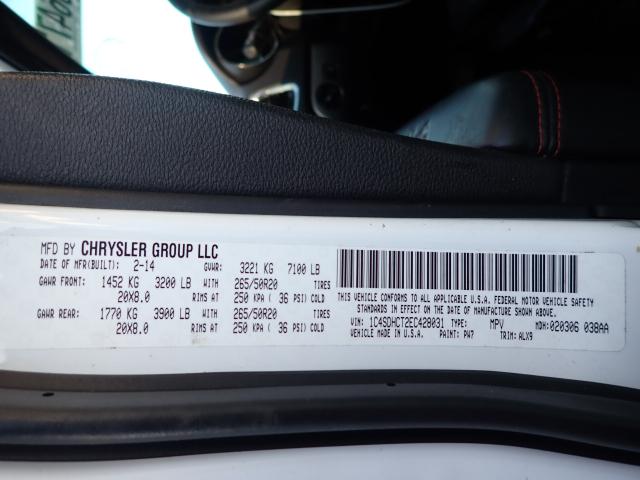 MFD BY CHRYSLER GROUP LLC
DATE OF MFR(BUILT): 2-14 GVWR: 3221 KG 7100 LB
GAWR FRONT: 1452 KG 3200 LB WITH 265/50R20 TIRES
20X8.0 RIMS AT 250 KPA ( 36 PSI) COLD
GAWR REAR: 1770 KG 3900 LB WITH 265/50R20 TIRES
20X8.0 RIMS AT 250 KPA ( 36 PSI) COLD
THIS VEHICLE CONFORMS TO ALL APPLICABLE U.S.A. FEDERAL MOTOR VEHICLE SAFETY
STANDARDS IN EFFECT ON THE DATE OF MANUFACTURE SHOWN ABOVE.
VIN: 1C4SDHCT2EC428031 TYPE: MPV MDH: 020306 038AA
VEHICLE MADE IN U.S.A. PAINT: PW7 TRIM: ALX9